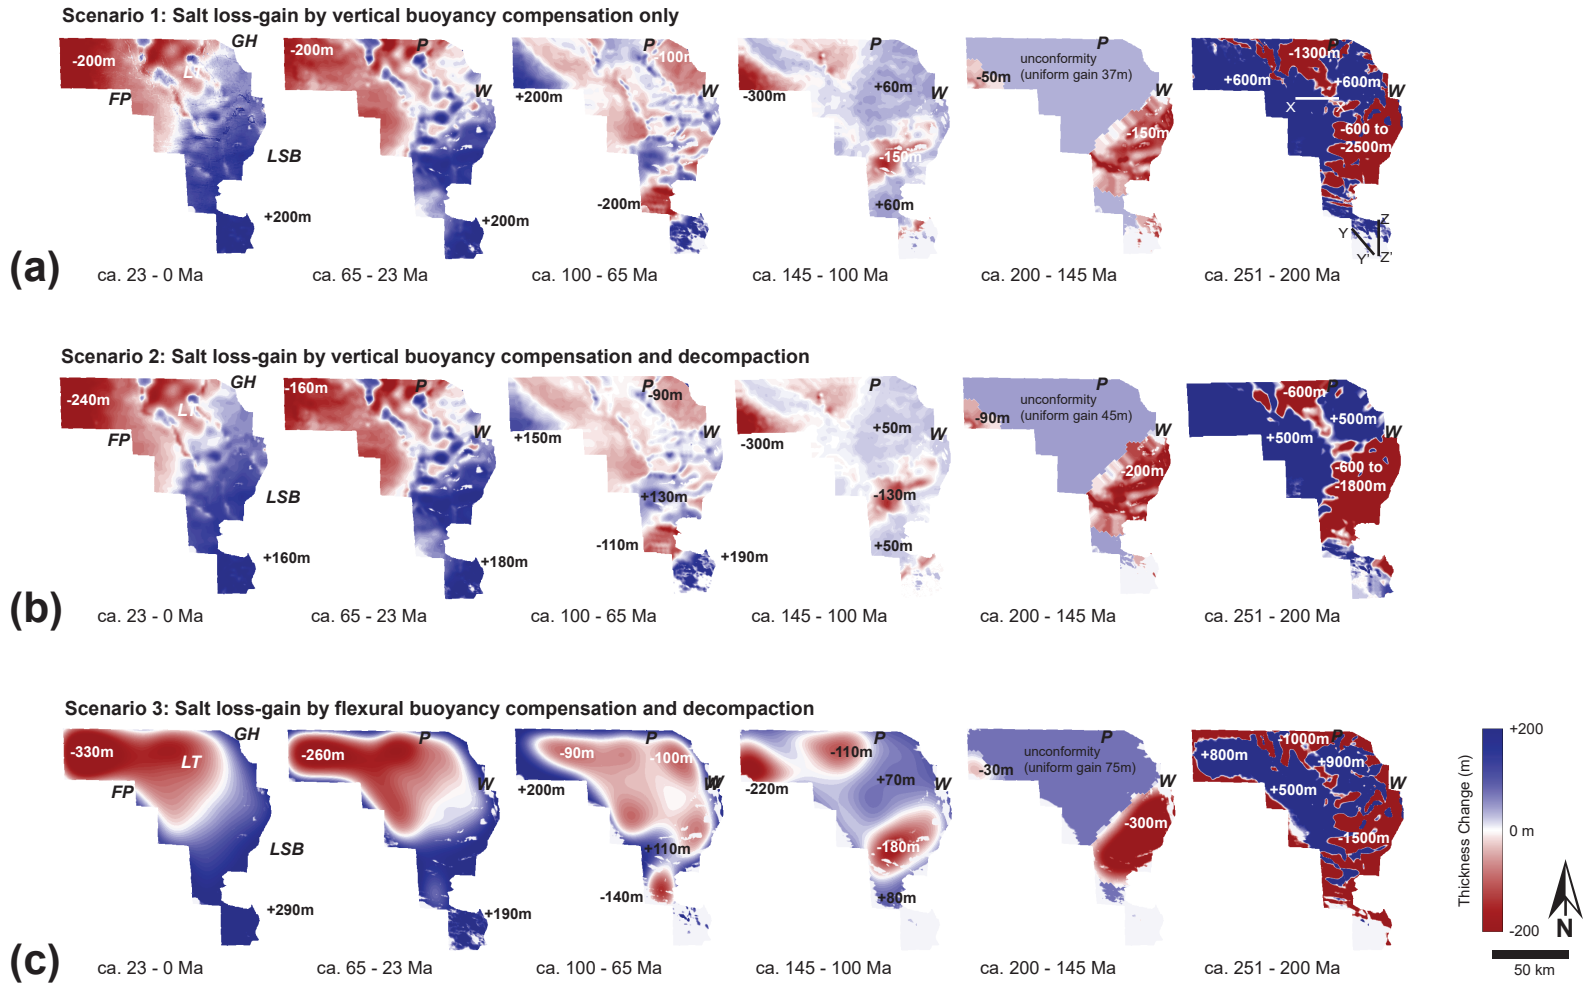 Scenario 1: Salt loss-gain by vertical buoyancy compensation only
-200m
LT
GH
FP
LSB
+200m
ca. 23 - 0 Ma
-200m
P
W
+200m
ca. 65 - 23 Ma
P
-100m
+200m
W
-200m
ca. 100 - 65 Ma
P
-300m
+60m
W
-150m
+60m
ca. 145 - 100 Ma
P
unconformity
(uniform gain 37m)
-50m
W
-150m
ca. 200 - 145 Ma
P
-1300m
+600m
+600m
W
X
X'
-600 to
-2500m
Z
Y
Y'
Z'
ca. 251 - 200 Ma
(a)
Scenario 2: Salt loss-gain by vertical buoyancy compensation and decompaction
-240m
LT
GH
FP
LSB
+160m
ca. 23 - 0 Ma
-160m
P
W
+180m
ca. 65 - 23 Ma
P
-90m
+150m
W
+130m
-110m
+190m
ca. 100 - 65 Ma
P
-300m
+50m
W
-130m
+50m
ca. 145 - 100 Ma
P
unconformity
(uniform gain 45m)
-90m
W
-200m
ca. 200 - 145 Ma
P
-600m
+500m
+500m
W
-600 to
-1800m
ca. 251 - 200 Ma
(b)
Scenario 3: Salt loss-gain by flexural buoyancy compensation and decompaction
-330m
LT
GH
FP
LSB
+290m
ca. 23 - 0 Ma
-260m
P
W
+190m
ca. 65 - 23 Ma
P
-90m
-100m
+200m
W
+110m
-140m
ca. 100 - 65 Ma
P
-110m
-220m
+70m
W
-180m
+80m
ca. 145 - 100 Ma
P
unconformity
(uniform gain 75m)
-30m
W
-300m
ca. 200 - 145 Ma
P
-1000m
+800m
+900m
+500m
W
-1500m
ca. 251 - 200 Ma
(c)
Thickness Change (m)
+200
0 m
-200
N
50 km